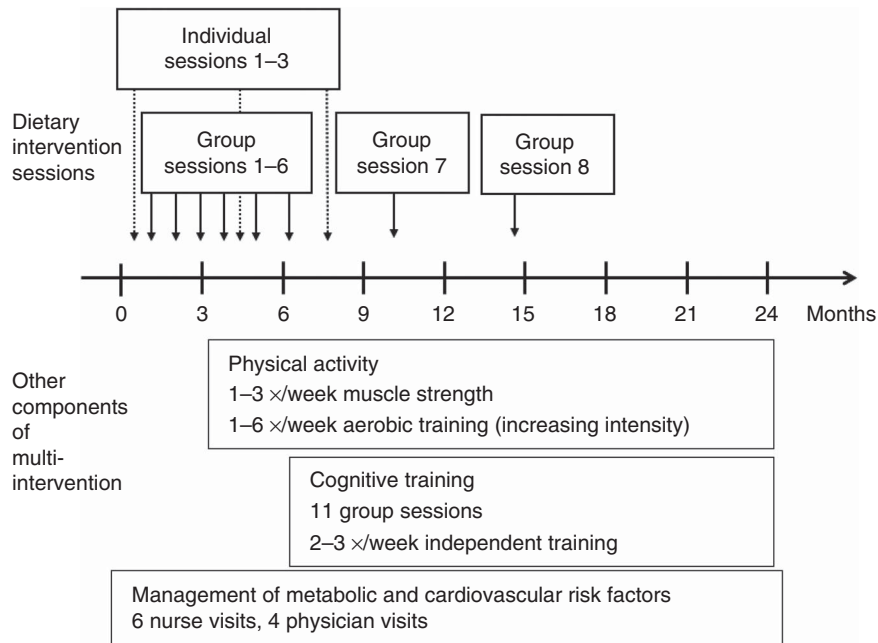 Individual
sessions 1–3
Dietary
intervention
sessions
Group
sessions 1–6
Group
session 7
Group
session 8
0 3 6 9 12 15 18 21 24 Months
Other
components
of
multi-
intervention
Physical activity
1–3 ×/week muscle strength
1–6 ×/week aerobic training (increasing intensity)
Cognitive training
11 group sessions
2–3 ×/week independent training
Management of metabolic and cardiovascular risk factors
6 nurse visits, 4 physician visits